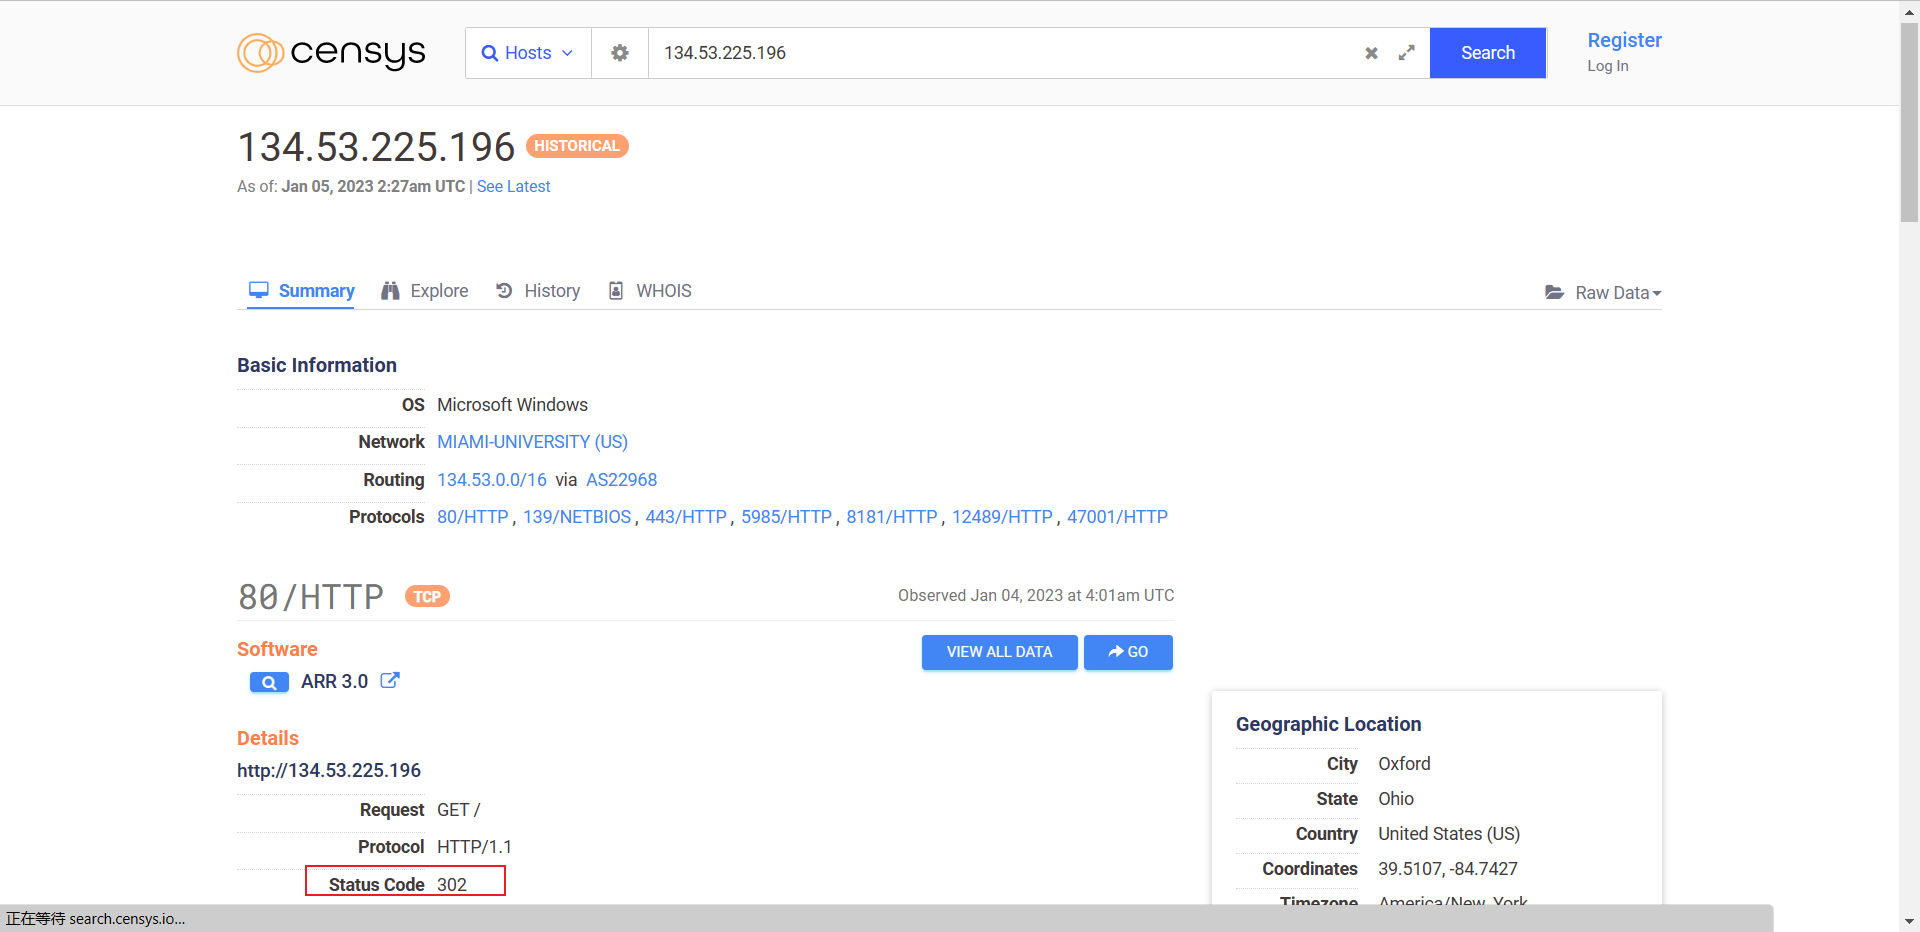 censys
Hosts
134.53.225.196
Search
Register
Log In
134.53.225.196 HISTORICAL
As of: Jan 05, 2023 2:27am UTC | See Latest
Summary Explore History WHOIS Raw Data
Basic Information
OS Microsoft Windows
Network MIAMI-UNIVERSITY (US)
Routing 134.53.0.0/16 via AS22968
Protocols 80/HTTP , 139/NETBIOS , 443/HTTP , 5985/HTTP , 8181/HTTP , 12489/HTTP , 47001/HTTP
80/HTTP TCP Observed Jan 04, 2023 at 4:01am UTC
Software
VIEW ALL DATA GO
ARR 3.0
Details
http://134.53.225.196
Request GET /
Protocol HTTP/1.1
Status Code 302
Geographic Location
City Oxford
State Ohio
Country United States (US)
Coordinates 39.5107, -84.7427
Timezone America/New_York
正在等待 search.censys.io...